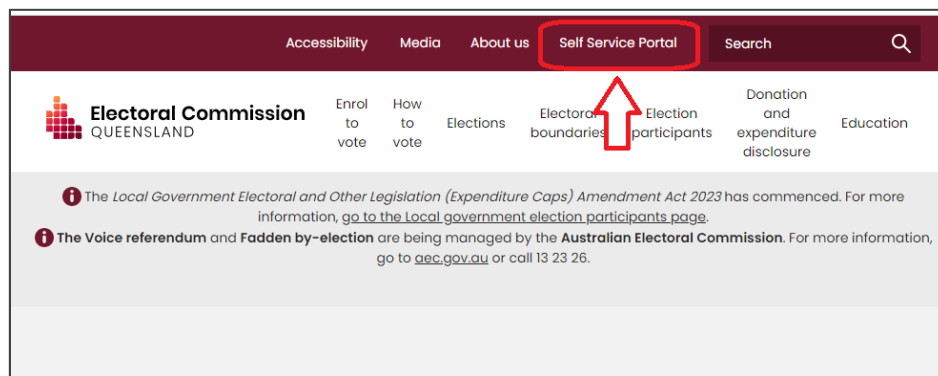 Accessibility Media About us Self Service Portal Search
Electoral Commission
QUEENSLAND
Enrol
to
vote
How
to
vote
Elections
Electoral
boundaries
Election
participants
Donation
and
expenditure
disclosure
Education
The Local Government Electoral and Other Legislation (Expenditure Caps) Amendment Act 2023 has commenced. For more
information, go to the Local government election participants page.
The Voice referendum and Fadden by-election are being managed by the Australian Electoral Commission. For more information,
go to aec.gov.au or call 13 23 26.